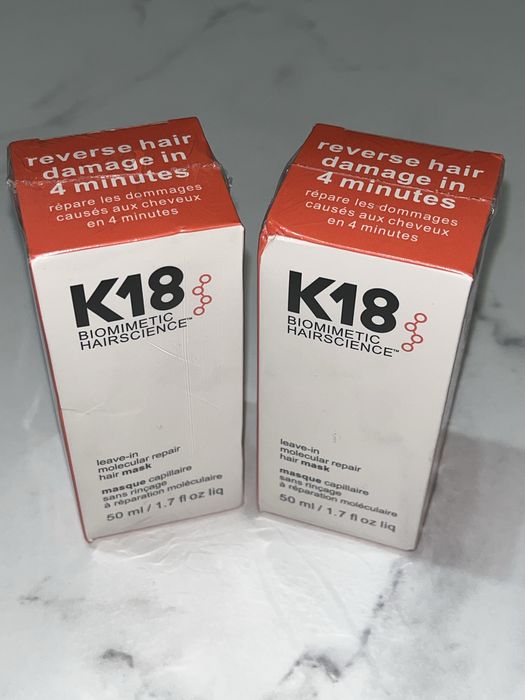 reverse hair
damage in
4 minutes
répare les dommages
causés aux cheveux
en 4 minutes
K18
BIOMIMETIC
HAIRSCIENCE™
leave-in
molecular repair
hair mask
masque capillaire
sans rinçage
à réparation moléculaire
50 ml / 1.7 fl oz liq
reverse hair
damage in
4 minutes
répare les dommages
causés aux cheveux
en 4 minutes
K18
BIOMIMETIC
HAIRSCIENCE™
leave-in
molecular repair
hair mask
masque capillaire
sans rinçage
à réparation moléculaire
50 ml / 1.7 fl oz liq